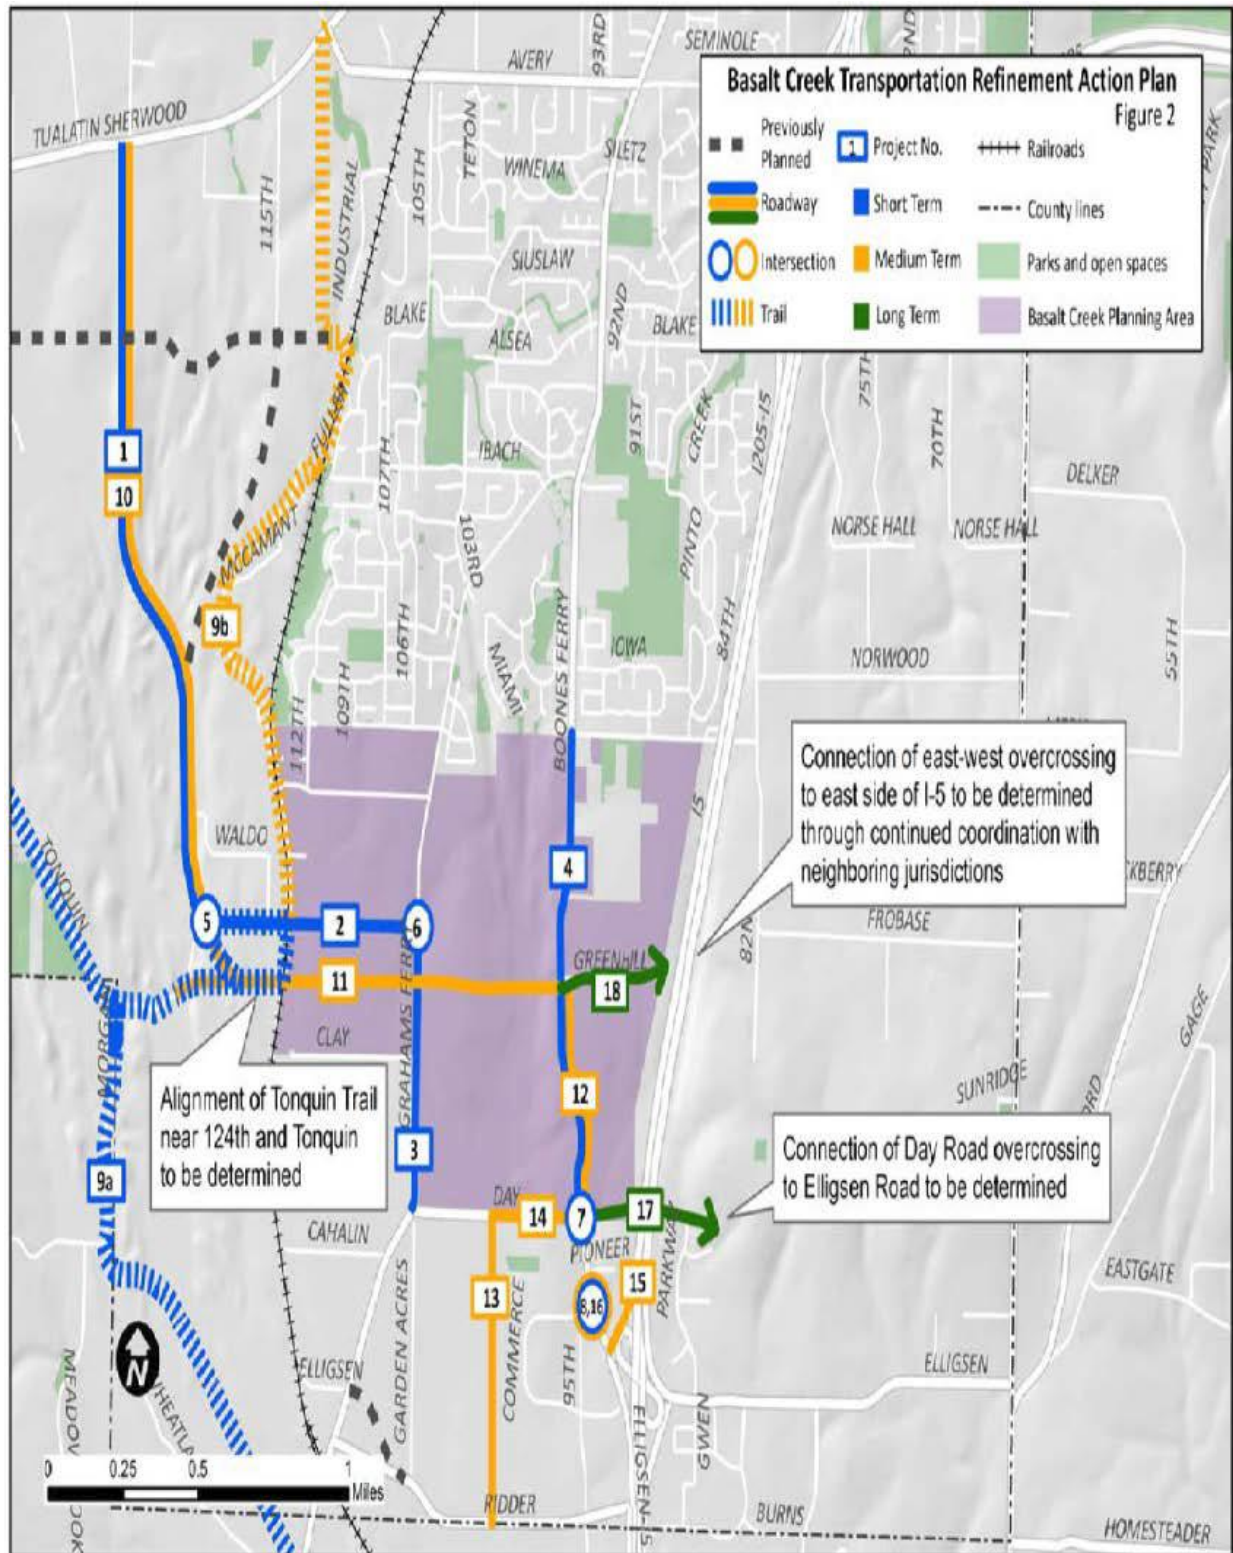 AVERY
93RD
SEMINOLE
Basalt Creek Transportation Refinement Action Plan
Figure 2
Previously
Planned
1
Project No.
Railroads
Roadway
Short Term
County lines
Intersection
Medium Term
Parks and open spaces
Trail
Long Term
Basalt Creek Planning Area
PARK
TUALATIN SHERWOOD
TETON
WINEMA
SILETZ
115TH
INDUSTRIAL
105TH
SIUSLAW
92ND
BLAKE
ALSEA
BLAKE
75TH
70TH
91ST
CREEK
I205-I5
1
10
107TH
IBACH
DELKER
103RD
NORSE HALL
NORSE HALL
MCCAMANT
PINTO
9b
106TH
84TH
IOWA
NORWOOD
55TH
109TH
MIAMI
112TH
BOONES FERRY
I5
Connection of east-west overcrossing
to east side of I-5 to be determined
through continued coordination with
neighboring jurisdictions
WALDO
TONQUIN
4
CKBERRY
5
2
6
FROBASE
GREENHILL
11
18
CLAY
GRAHAMS FERRY
GAGE
Alignment of Tonquin Trail
near 124th and Tonquin
to be determined
12
SUNRIDGE
ORD
3
9a
Connection of Day Road overcrossing
to Elligsen Road to be determined
DAY
14
7
17
CAHALIN
PIONEER
PARKWAY
13
8,16
15
EASTGATE
GARDEN ACRES
COMMERCE
N
ELLIGSEN
95TH
ELLIGSEN
GWEN
ELLIGSEN-5
0 0.25 0.5 1
Miles
RIDDER
BURNS
HOMESTEADER